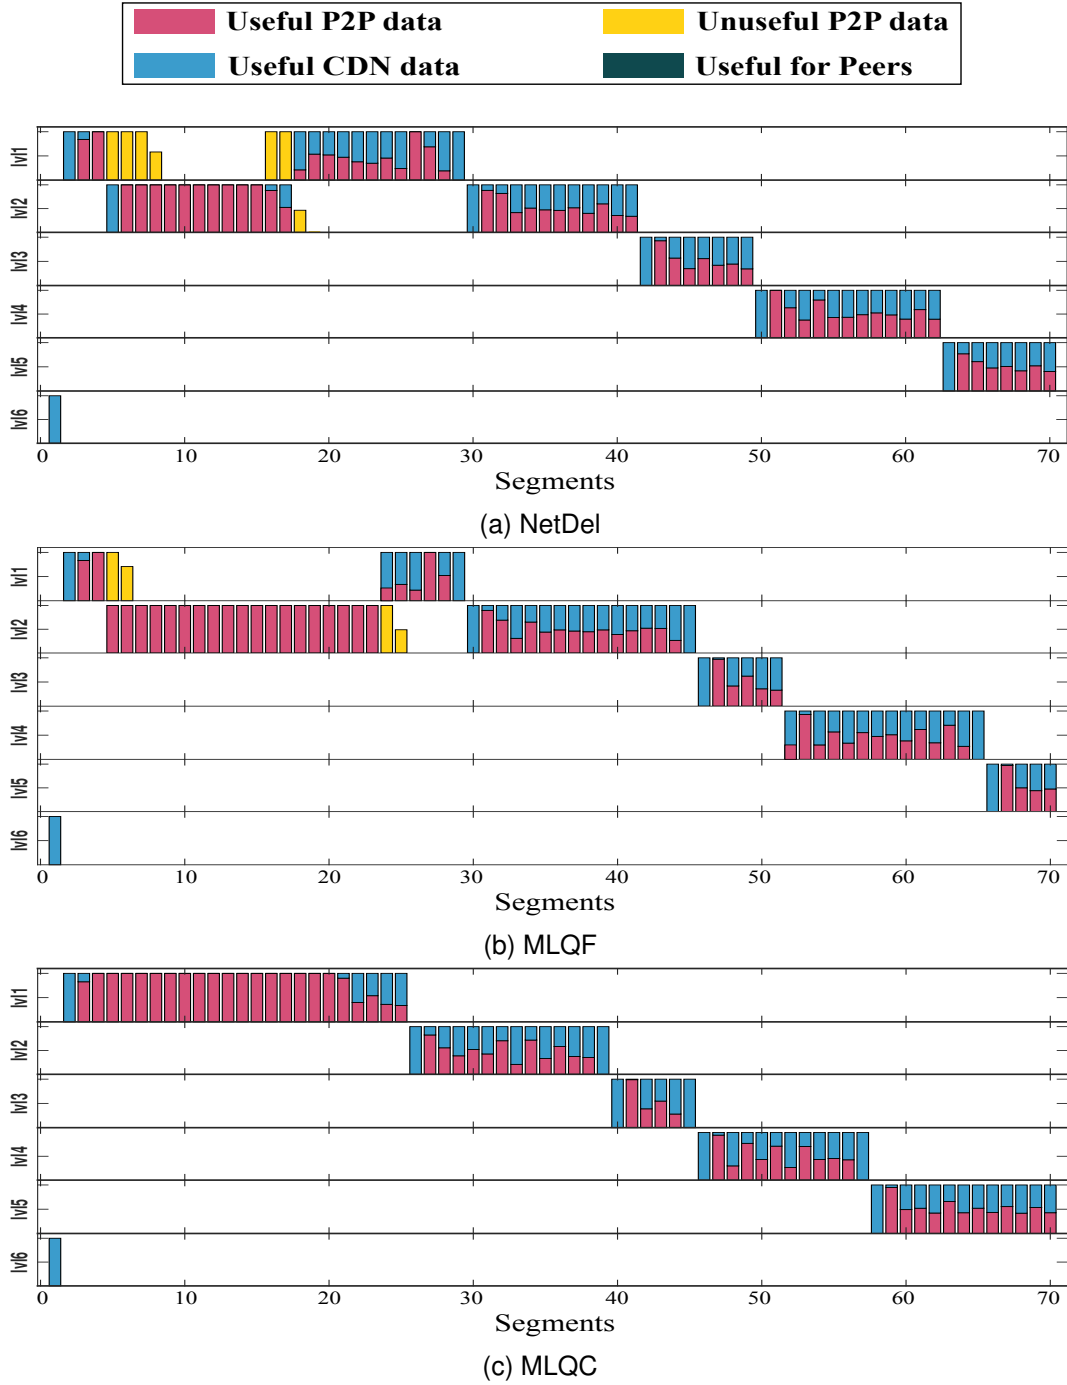 Useful P2P data
Unuseful P2P data
Useful CDN data
Useful for Peers
lvl1
lvl2
lvl3
lvl4
lvl5
lvl6
0 10 20 30 40 50 60 70
Segments
(a) NetDel
lvl1
lvl2
lvl3
lvl4
lvl5
lvl6
0 10 20 30 40 50 60 70
Segments
(b) MLQF
lvl1
lvl2
lvl3
lvl4
lvl5
lvl6
0 10 20 30 40 50 60 70
Segments
(c) MLQC